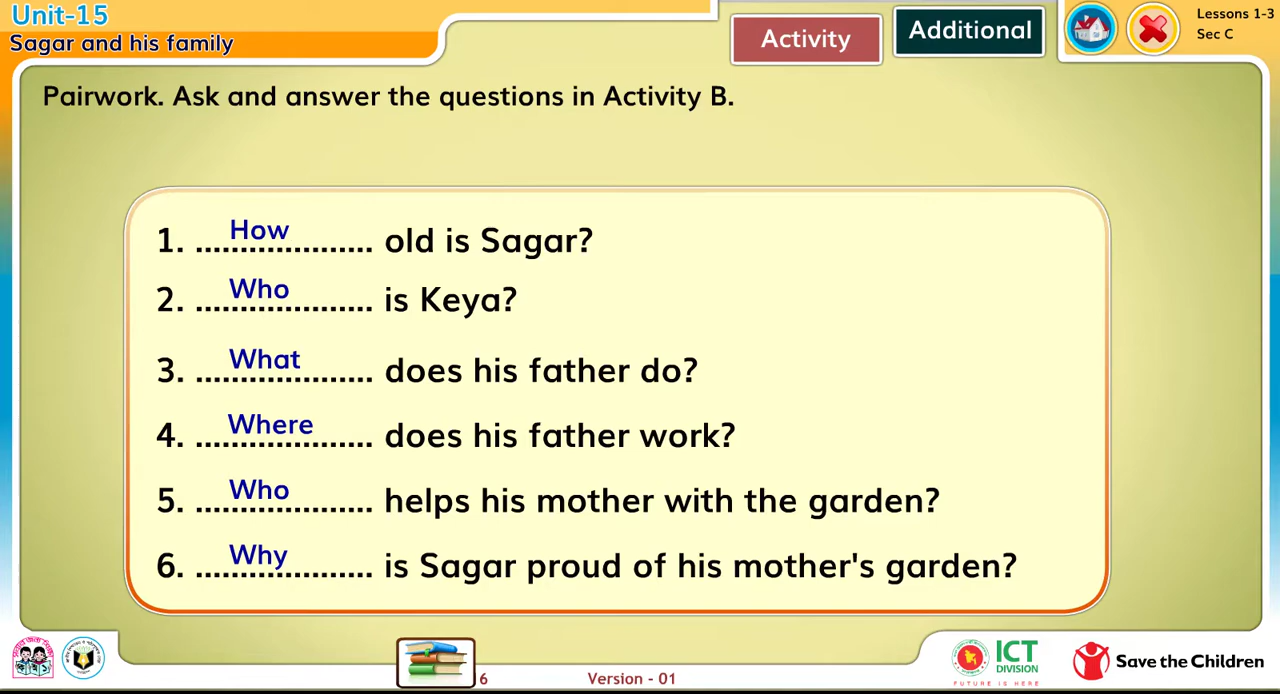 Unit-15
Sagar and his family
Activity
Additional
Lessons 1-3
Sec C
Pairwork. Ask and answer the questions in Activity B.
1. .................... How old is Sagar?
2. .................... Who is Keya?
3. .................... What does his father do?
4. .................... Where does his father work?
5. .................... Who helps his mother with the garden?
6. .................... Why is Sagar proud of his mother's garden?
6
Version - 01
ICT
DIVISION
FUTURE IS HERE
Save the Children